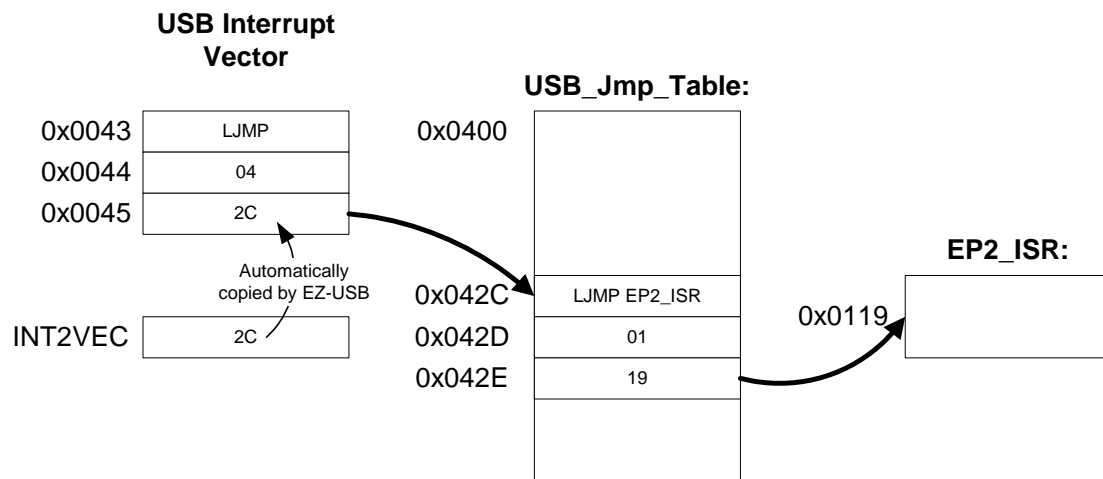 USB Interrupt
Vector
0x0043
LJMP
0x0044
04
0x0045
2C
Automatically
copied by EZ-USB
INT2VEC
2C
USB_Jmp_Table:
0x0400
0x042C
LJMP EP2_ISR
0x042D
01
0x042E
19
EP2_ISR:
0x0119